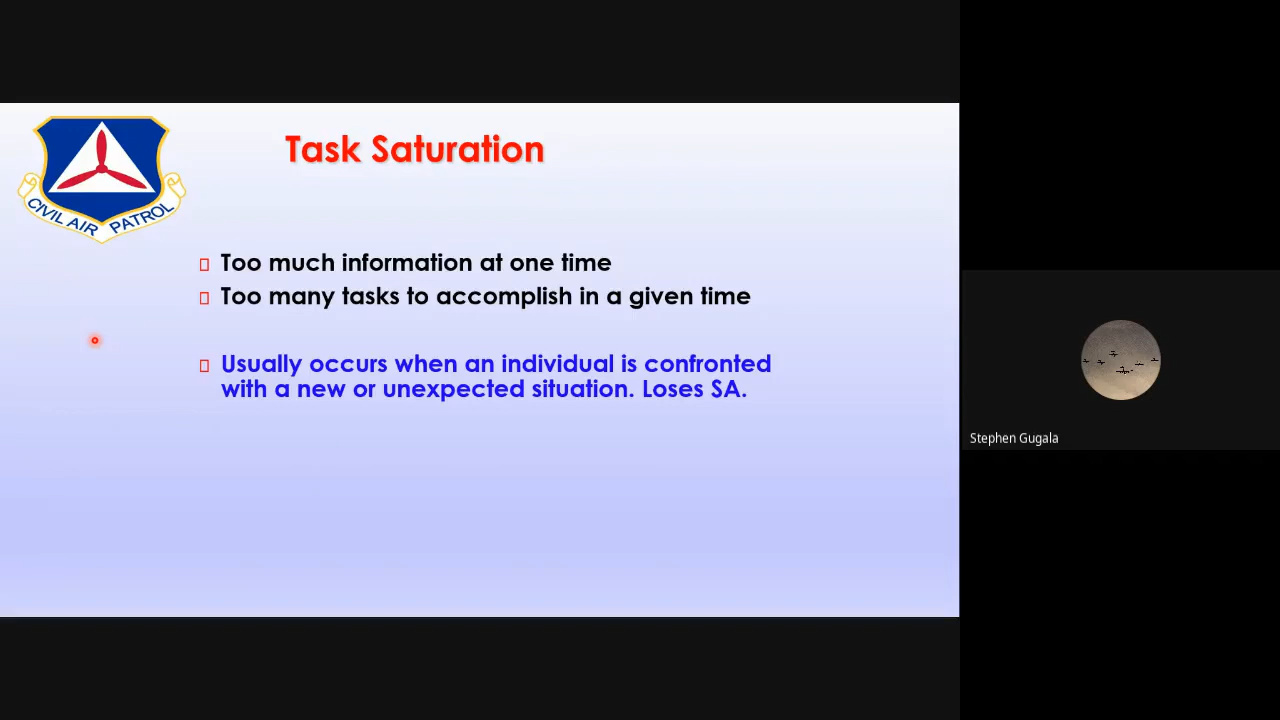 CIVIL AIR PATROL
Task Saturation
Too much information at one time
Too many tasks to accomplish in a given time
Usually occurs when an individual is confronted
with a new or unexpected situation. Loses SA.
Stephen Gugala